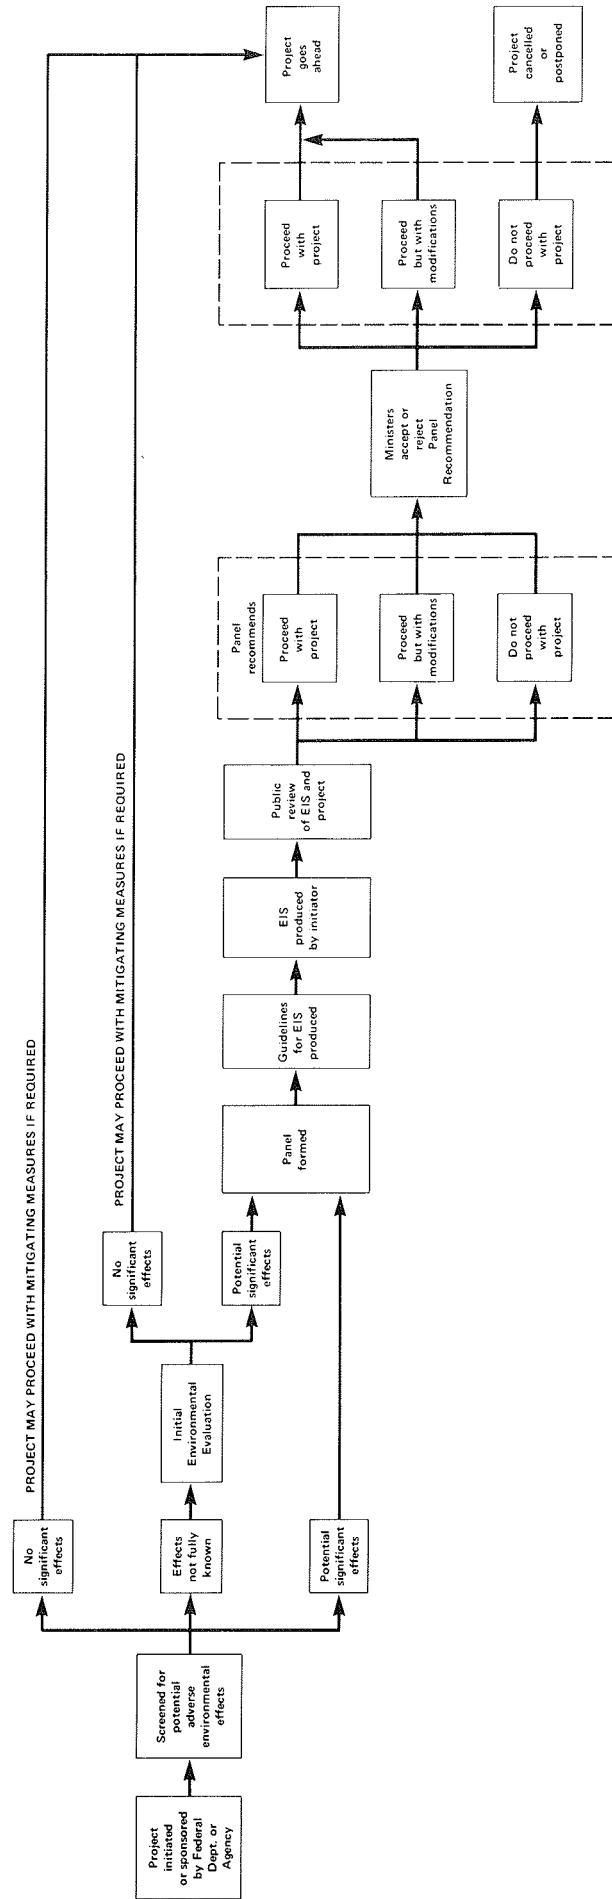 Project
initiated
or sponsored
by Federal
Dept. or
Agency
Screened for
potential
adverse
environmental
effects
No
significant
effects
PROJECT MAY PROCEED WITH MITIGATING MEASURES IF REQUIRED
Effects
not fully
known
Potential
significant
effects
Initial
Environmental
Evaluation
No
significant
effects
PROJECT MAY PROCEED WITH MITIGATING MEASURES IF REQUIRED
Potential
significant
effects
Panel
formed
Guidelines
for EIS
produced
EIS
produced
by initiator
Public
review
of EIS and
project
Panel
recommends
Proceed
with
project
Proceed
but with
modifications
Do not
proceed
with
project
Ministers
accept or
reject
Panel
Recommendation
Proceed
with
project
Proceed
but with
modifications
Do not
proceed
with
project
Project
goes
ahead
Project
cancelled
or
postponed